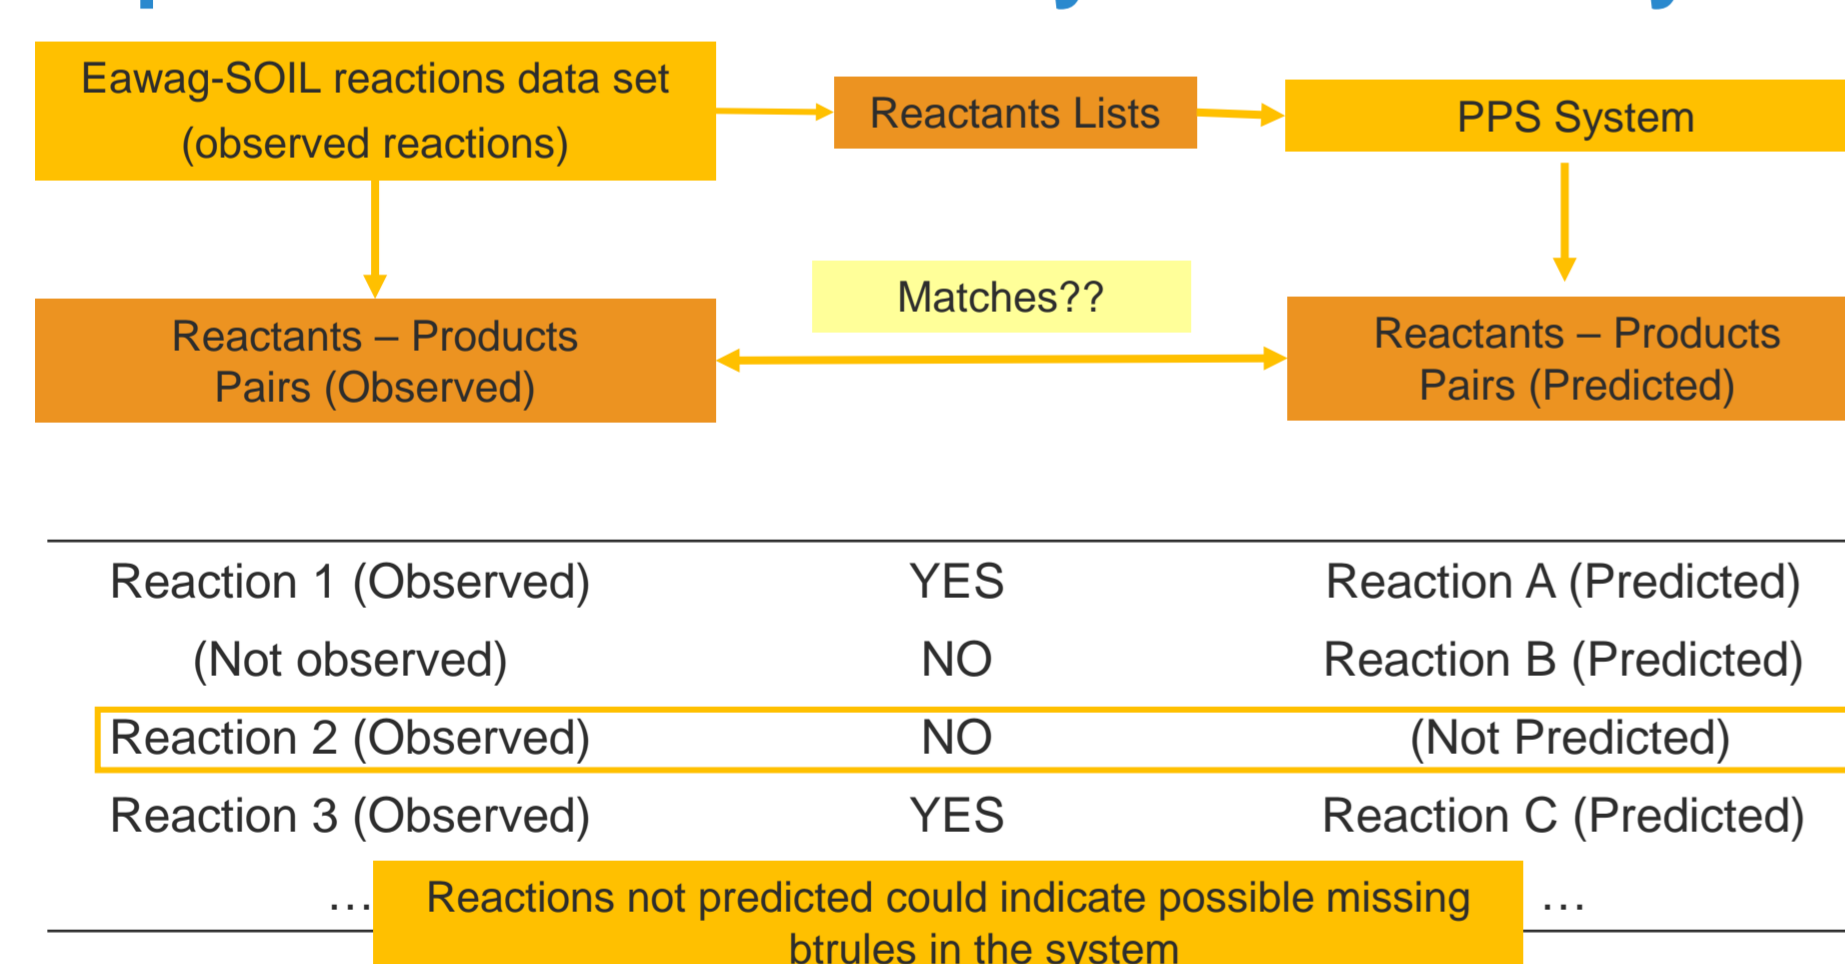 Eawag-SOIL reactions data set
(observed reactions)
Reactants Lists
PPS System
Matches??
Reactants – Products
Pairs (Observed)
Reactants – Products
Pairs (Predicted)
Reaction 1 (Observed) YES Reaction A (Predicted)
(Not observed) NO Reaction B (Predicted)
Reaction 2 (Observed) NO (Not Predicted)
Reaction 3 (Observed) YES Reaction C (Predicted)
… …
Reactions not predicted could indicate possible missing
btrules in the system